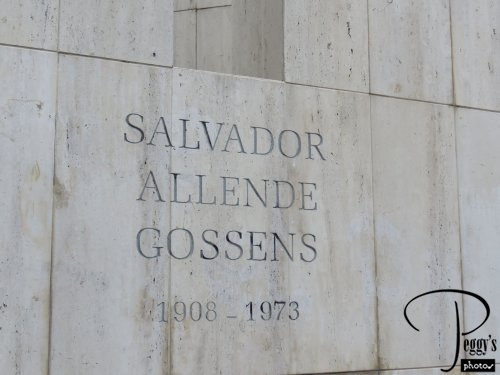 SALVADOR
ALLENDE
GOSSENS
1908 - 1973
Peggy's
photos